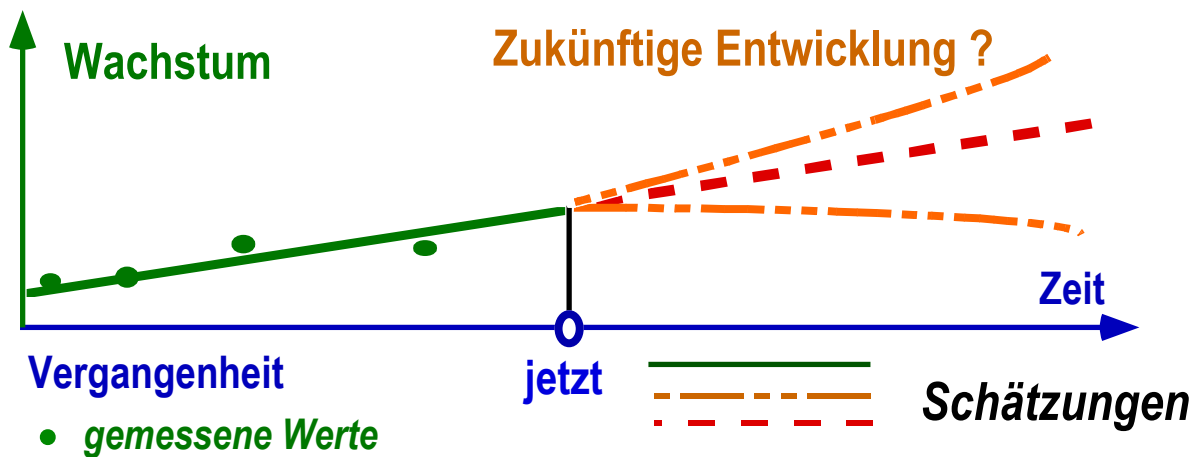 Zukünftige Entwicklung ?
Wachstum
Zeit
Vergangenheit
jetzt
Schätzungen
gemessene Werte